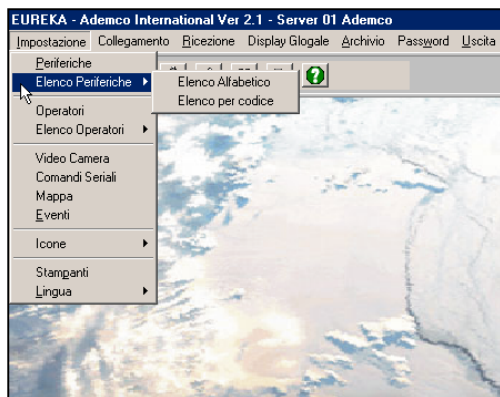 EUREKA - Ademco International Ver 2.1 - Server 01 Ademco
Impostazione Collegamento Ricezione Display Glogale Archivio Password Uscita
Periferiche
Elenco Periferiche
Elenco Alfabetico
Elenco per codice
Operatori
Elenco Operatori
Video Camera
Comandi Seriali
Mappa
Eventi
Icone
Stampanti
Lingua